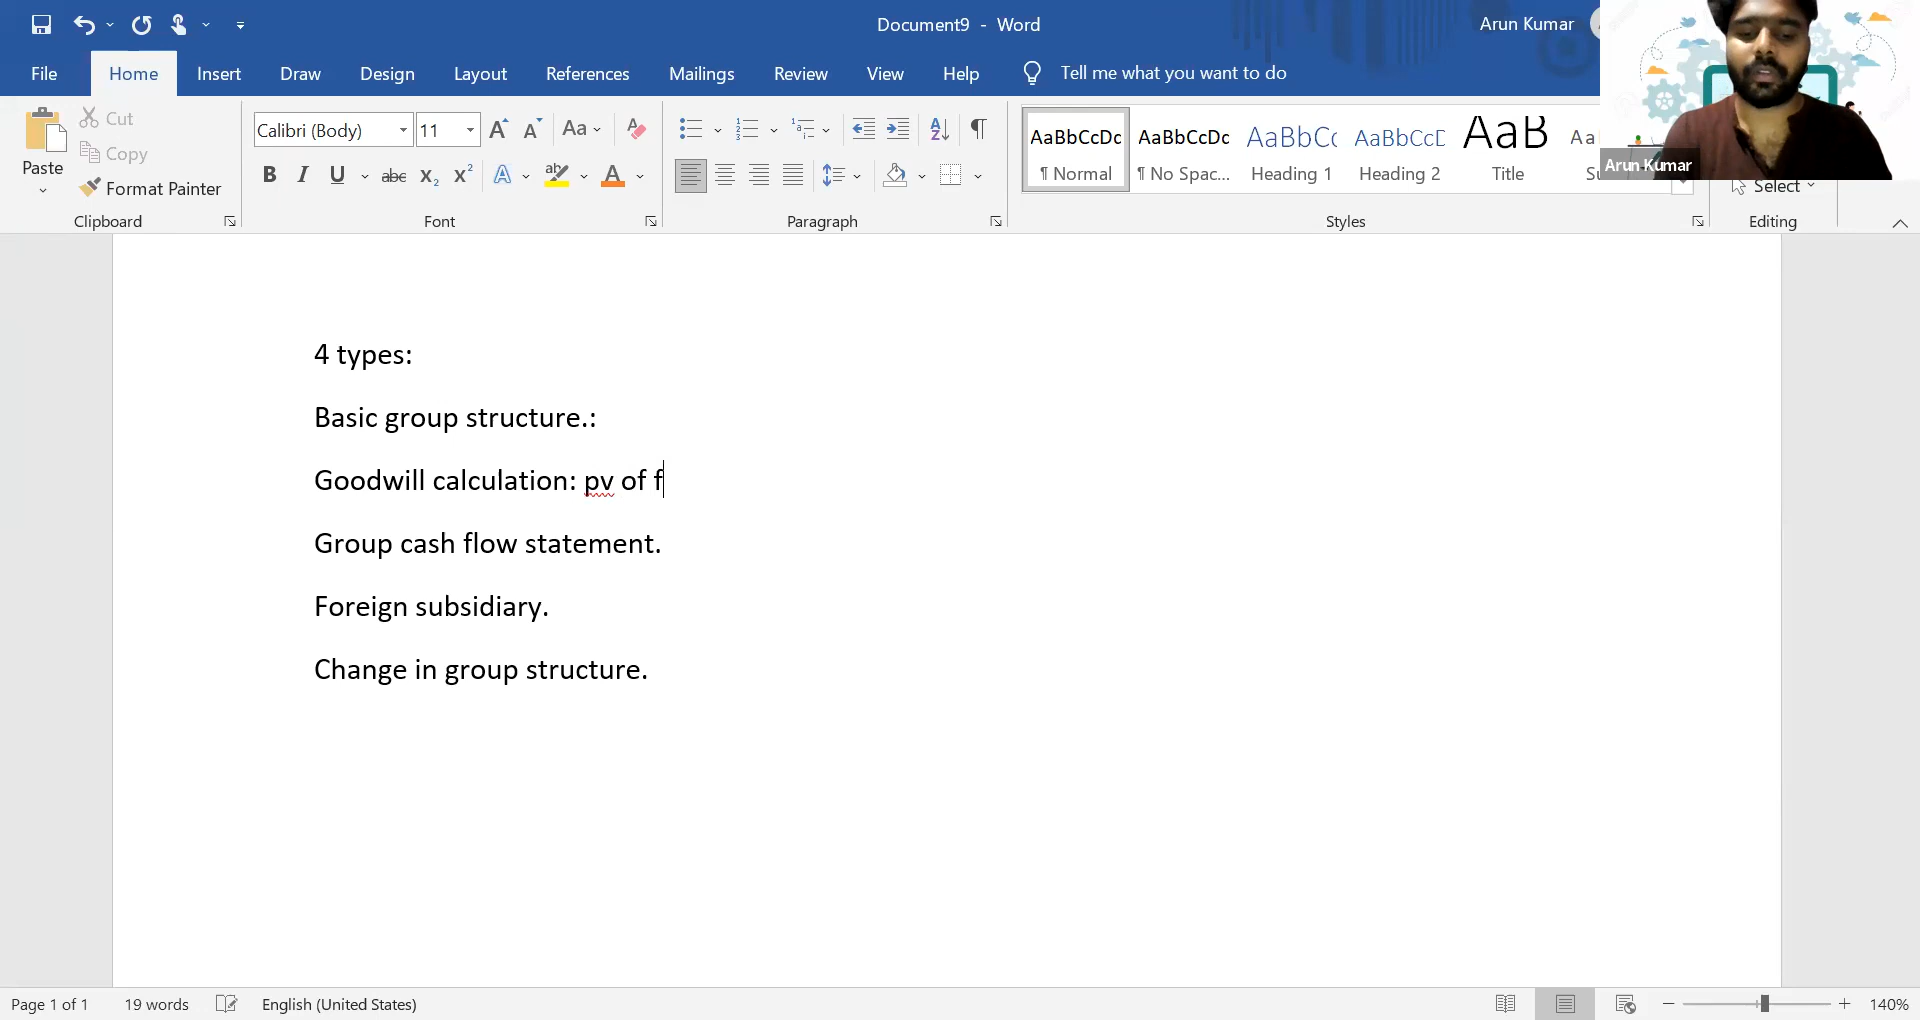 Document9 - Word
Arun Kumar
File Home Insert Draw Design Layout References Mailings Review View Help Tell me what you want to do
Paste
Cut
Copy
Format Painter
Clipboard
Calibri (Body) 11
Font
Paragraph
AaBbCcDc AaBbCcDc AaBbCc AaBbCcD AaB Aa
¶ Normal ¶ No Spac... Heading 1 Heading 2 Title
Styles
Arun Kumar
Select
Editing
4 types:
Basic group structure.:
Goodwill calculation: pv of f
Group cash flow statement.
Foreign subsidiary.
Change in group structure.
Page 1 of 1 19 words English (United States) 140%